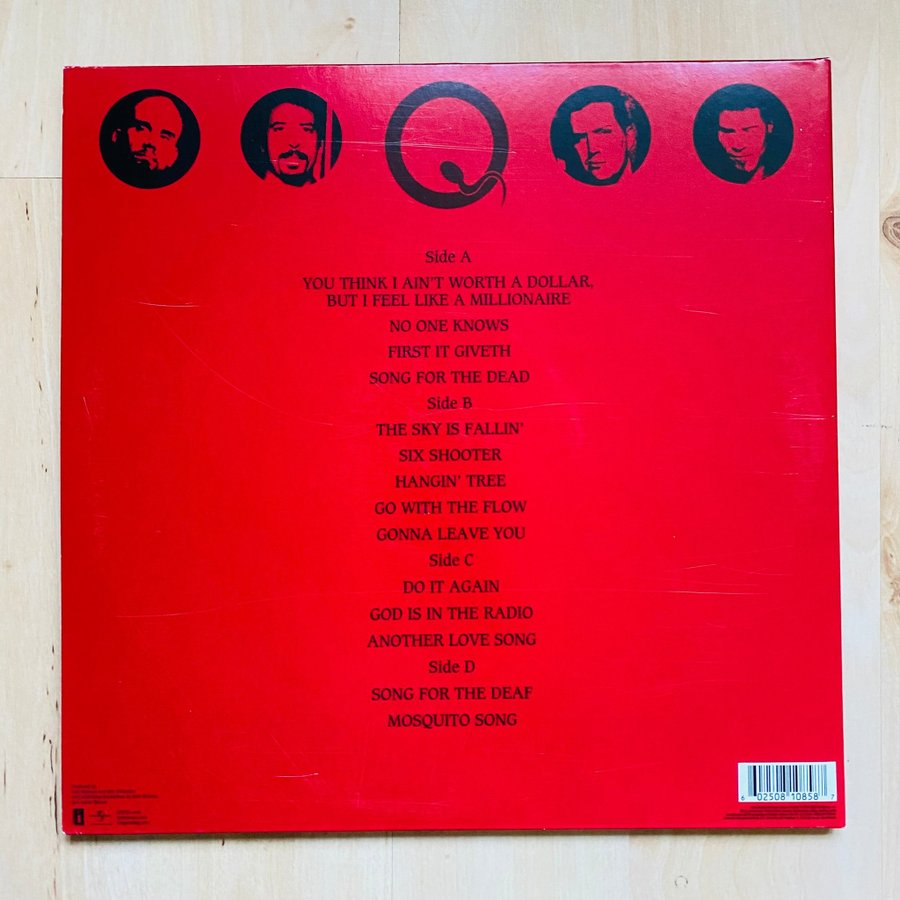 Side A
YOU THINK I AIN'T WORTH A DOLLAR,
BUT I FEEL LIKE A MILLIONAIRE
NO ONE KNOWS
FIRST IT GIVETH
SONG FOR THE DEAD
Side B
THE SKY IS FALLIN'
SIX SHOOTER
HANGIN' TREE
GO WITH THE FLOW
GONNA LEAVE YOU
Side C
DO IT AGAIN
GOD IS IN THE RADIO
ANOTHER LOVE SONG
Side D
SONG FOR THE DEAF
MOSQUITO SONG
6 02508 10858 7